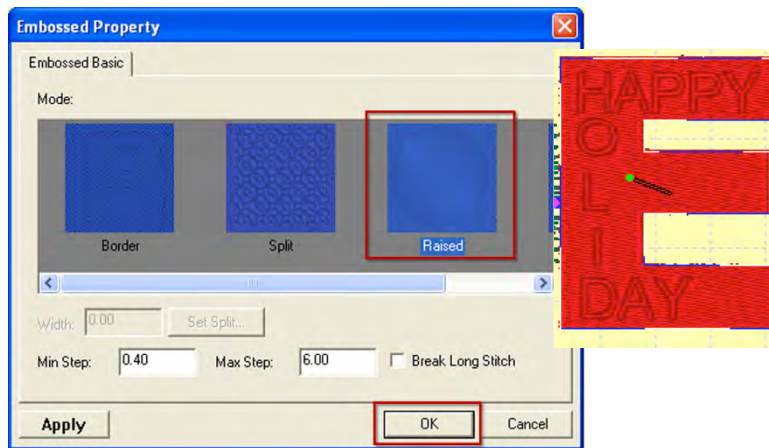 Embossed Property
Embossed Basic
Mode:
Border
Split
Raised
Width: 0.00 Set Split...
Min Step: 0.40 Max Step: 6.00 Break Long Stitch
Apply OK Cancel
HAPPY
O
L
I
DAY